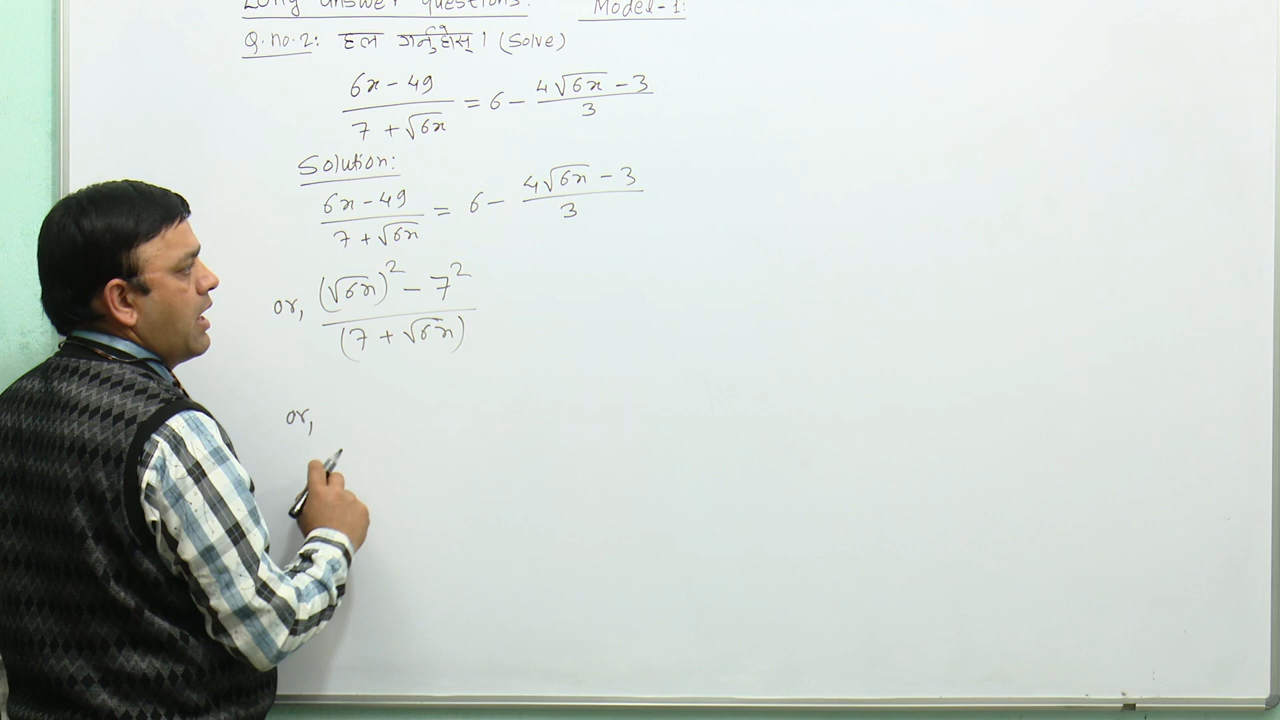 Long answer questions: Model-1:
Q.no.2: हल गर्नुहोस् । (Solve)
6x - 49 / 7 + √6x = 6 - 4√6x - 3 / 3
Solution:
6x - 49 / 7 + √6x = 6 - 4√6x - 3 / 3
or, (√6x)² - 7² / (7 + √6x)
or,